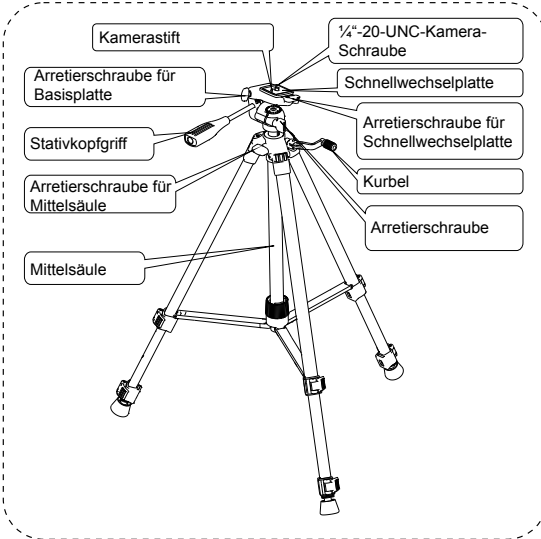 Kamerastift
¼“-20-UNC-Kamera-
Schraube
Arretierschraube für
Basisplatte
Schnellwechselplatte
Stativkopfgriff
Arretierschraube für
Schnellwechselplatte
Arretierschraube für
Mittelsäule
Kurbel
Arretierschraube
Mittelsäule